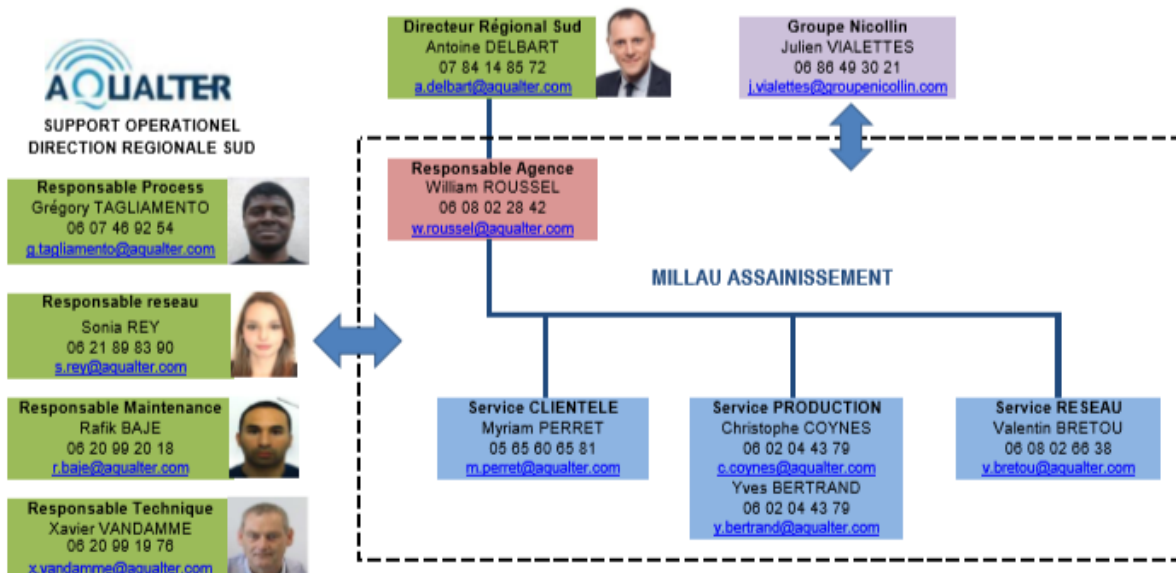 AQUALTER
SUPPORT OPERATIONEL
DIRECTION REGIONALE SUD
Directeur Régional Sud
Antoine DELBART
07 84 14 85 72
a.delbart@aqualter.com
Groupe Nicollin
Julien VIALETTES
06 86 49 30 21
j.vialettes@groupenicollin.com
Responsable Agence
William ROUSSEL
06 08 02 28 42
w.roussel@aqualter.com
Responsable Process
Grégory TAGLIAMENTO
06 07 46 92 54
g.tagliamento@aqualter.com
Responsable reseau
Sonia REY
06 21 89 83 90
s.rey@aqualter.com
Responsable Maintenance
Rafik BAJE
06 20 99 20 18
r.baje@aqualter.com
Responsable Technique
Xavier VANDAMME
06 20 99 19 76
x.vandamme@aqualter.com
MILLAU ASSAINISSEMENT
Service CLIENTELE
Myriam PERRET
05 65 60 65 81
m.perret@aqualter.com
Service PRODUCTION
Christophe COYNES
06 02 04 43 79
c.coynes@aqualter.com
Yves BERTRAND
06 02 04 43 79
y.bertrand@aqualter.com
Service RESEAU
Valentin BRETOU
06 08 02 66 38
v.bretou@aqualter.com